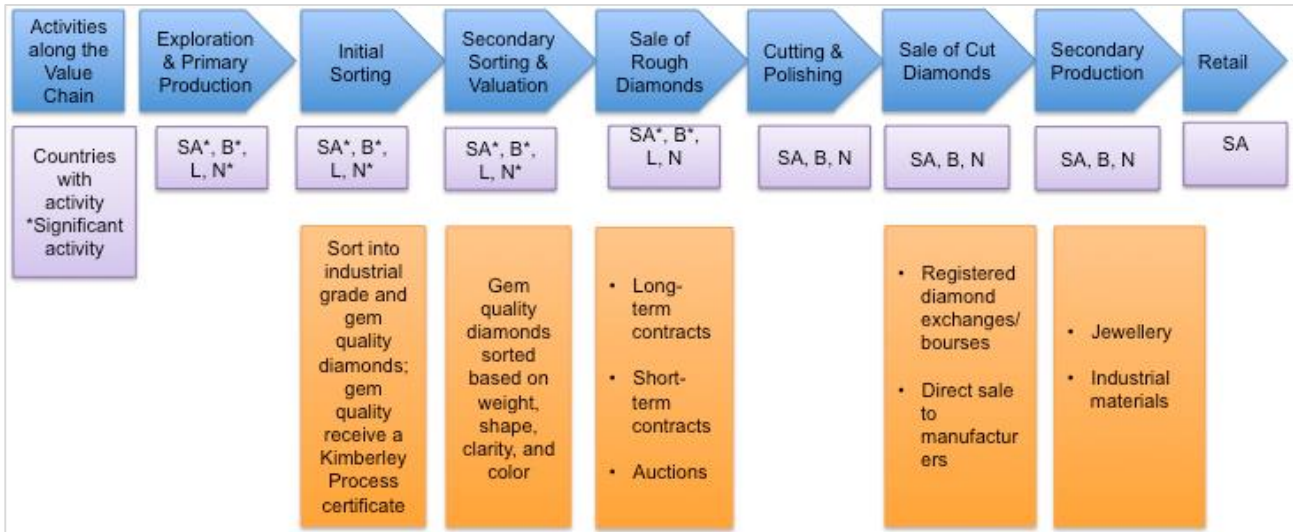 Activities
along the
Value
Chain
Exploration
& Primary
Production
Initial
Sorting
Secondary
Sorting &
Valuation
Sale of
Rough
Diamonds
Cutting &
Polishing
Sale of Cut
Diamonds
Secondary
Production
Retail
Countries
with
activity
*Significant
activity
SA*, B*,
L, N*
SA*, B*,
L, N*
SA*, B*,
L, N*
SA*, B*,
L, N
SA, B, N
SA, B, N
SA, B, N
SA
Sort into
industrial
grade and
gem
quality
diamonds;
gem
quality
receive a
Kimberley
Process
certificate
Gem
quality
diamonds
sorted
based on
weight,
shape,
clarity, and
color
• Long-
term
contracts
• Short-
term
contracts
• Auctions
• Registered
diamond
exchanges/
bourses
• Direct sale
to
manufactur
ers
• Jewellery
• Industrial
materials